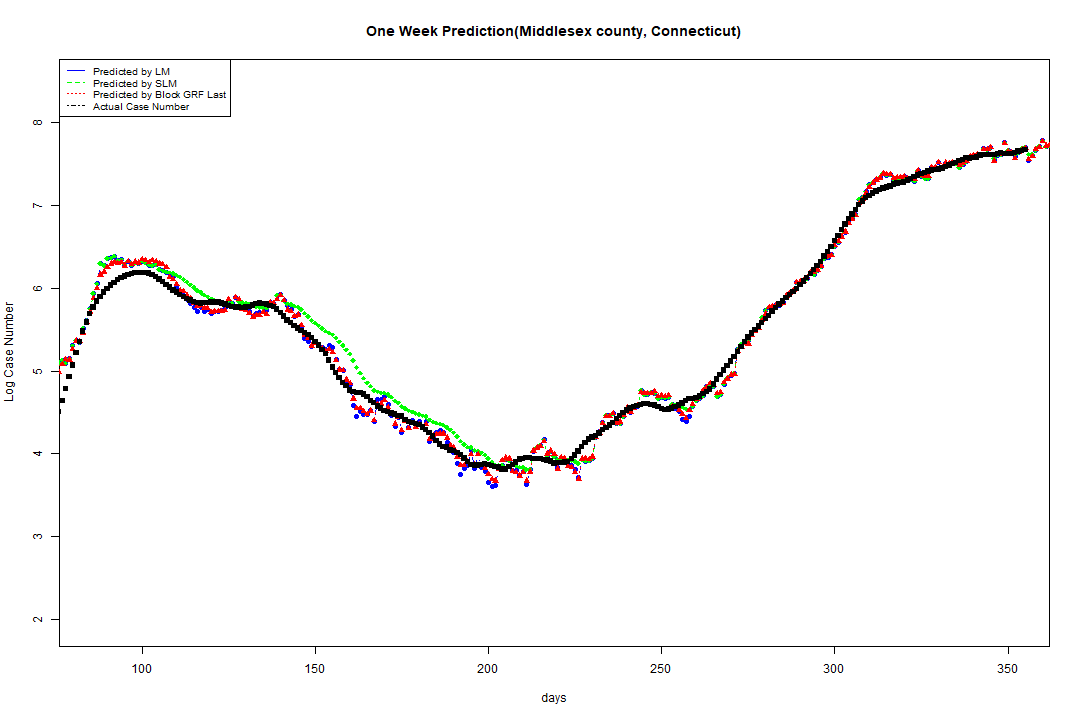 One Week Prediction(Middlesex county, Connecticut)
Predicted by LM
Predicted by SLM
Predicted by Block GRF Last
Actual Case Number
Log Case Number
8
7
6
5
4
3
2
100 150 200 250 300 350
days